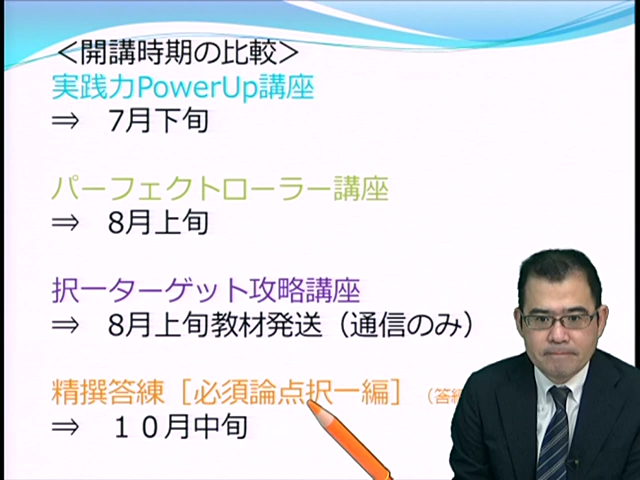 ＜開講時期の比較＞
実践力PowerUp講座
⇒　7月下旬
パーフェクトローラー講座
⇒　8月上旬
択一ターゲット攻略講座
⇒　8月上旬教材発送（通信のみ）
精撰答練［必須論点択一編］（答練
⇒　１０月中旬